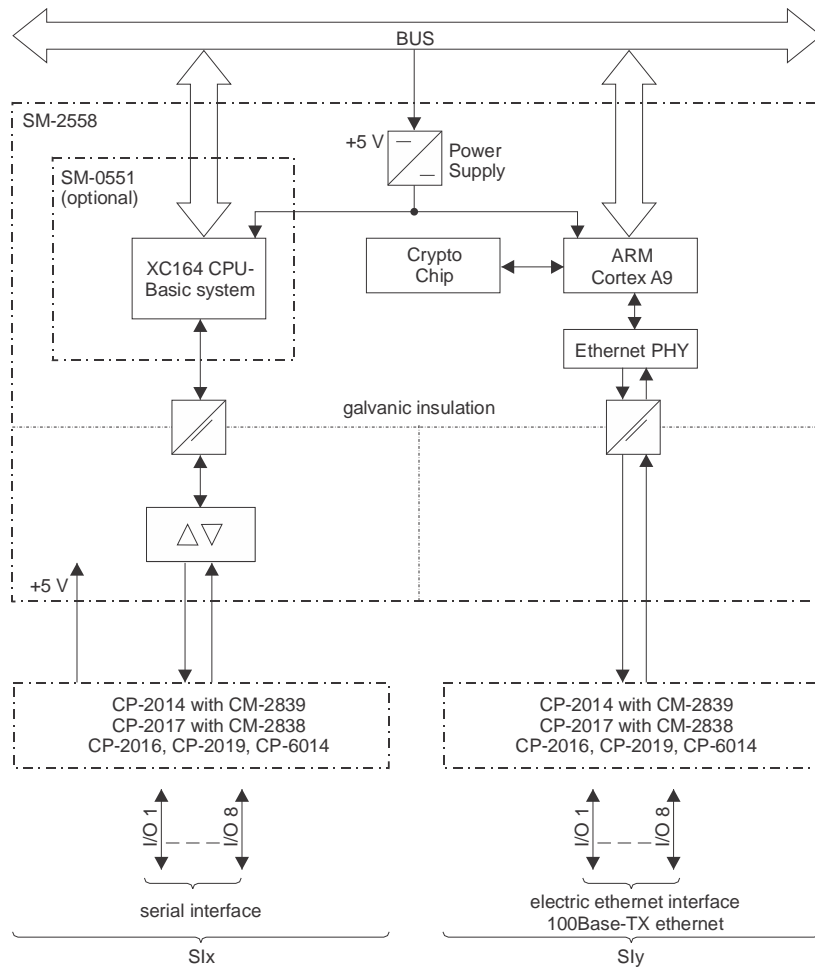 BUS
SM-2558
+5 V
Power
Supply
SM-0551
(optional)
XC164 CPU-
Basic system
Crypto
Chip
ARM
Cortex A9
Ethernet PHY
galvanic insulation
+5 V
CP-2014 with CM-2839
CP-2017 with CM-2838
CP-2016, CP-2019, CP-6014
CP-2014 with CM-2839
CP-2017 with CM-2838
CP-2016, CP-2019, CP-6014
I/O 1
I/O 8
I/O 1
I/O 8
serial interface
electric ethernet interface
100Base-TX ethernet
SIx
SIy